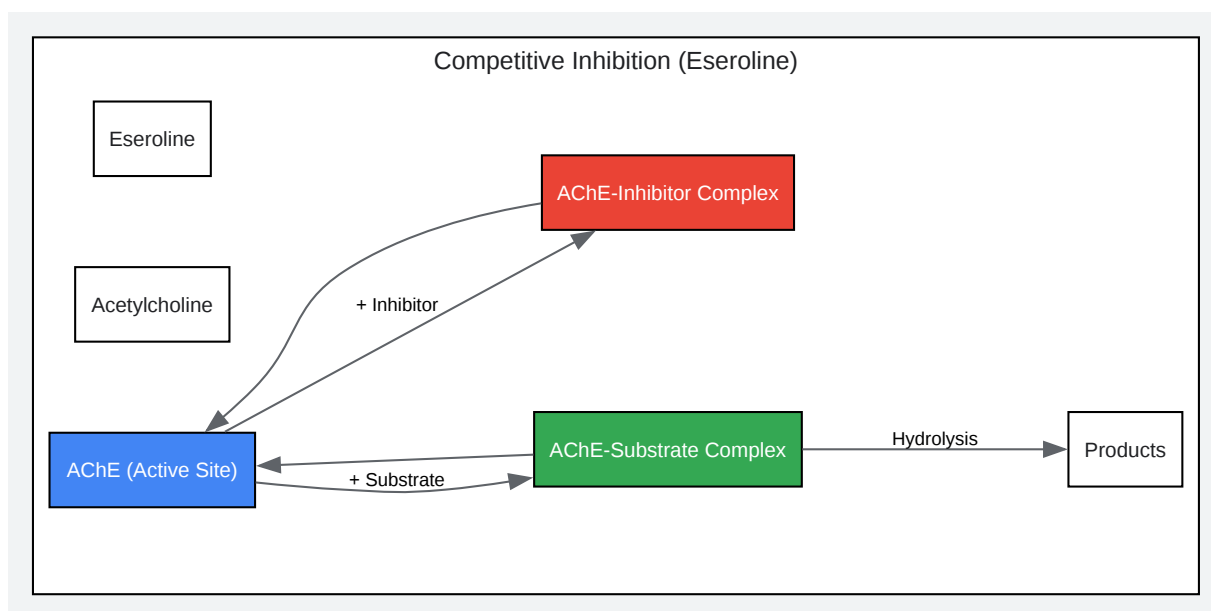 Competitive Inhibition (Eseroline)
Eseroline
AChE-Inhibitor Complex
Acetylcholine
+ Inhibitor
AChE (Active Site)
+ Substrate
AChE-Substrate Complex
Hydrolysis
Products